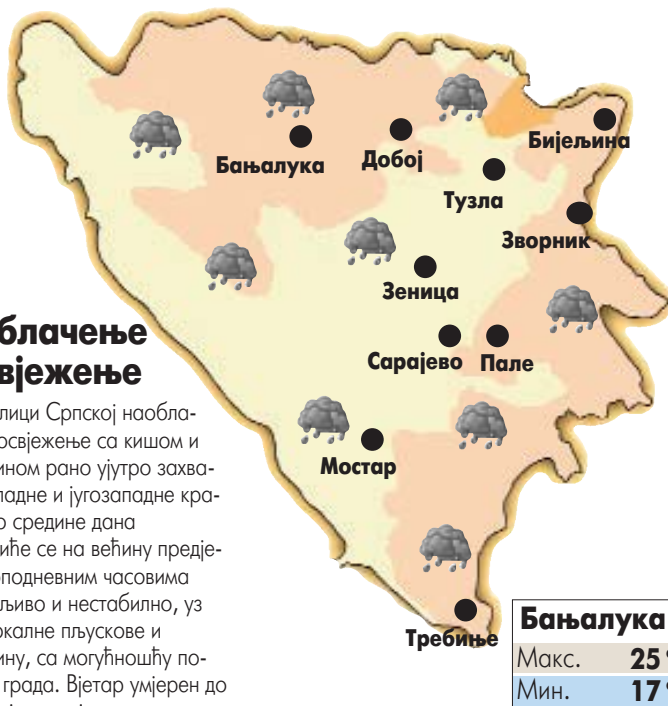 Бањалука
Добој
Бијељина
Тузла
Зворник
Зеница
Сарајево Пале
Мостар
Требиње
блачење
вјежење
лици Српској наобла-
освјежење са кишом и
ином рано ујутро захва-
падне и југозападне кра-
о средине дана
иће се на већину предје-
оподневним часовима
љиво и нестабилно, уз
окалне пљускове и
ину, са могућношћу по-
града. Вјетар умјерен до
Бањалука
Макс. 25°
Мин. 17°